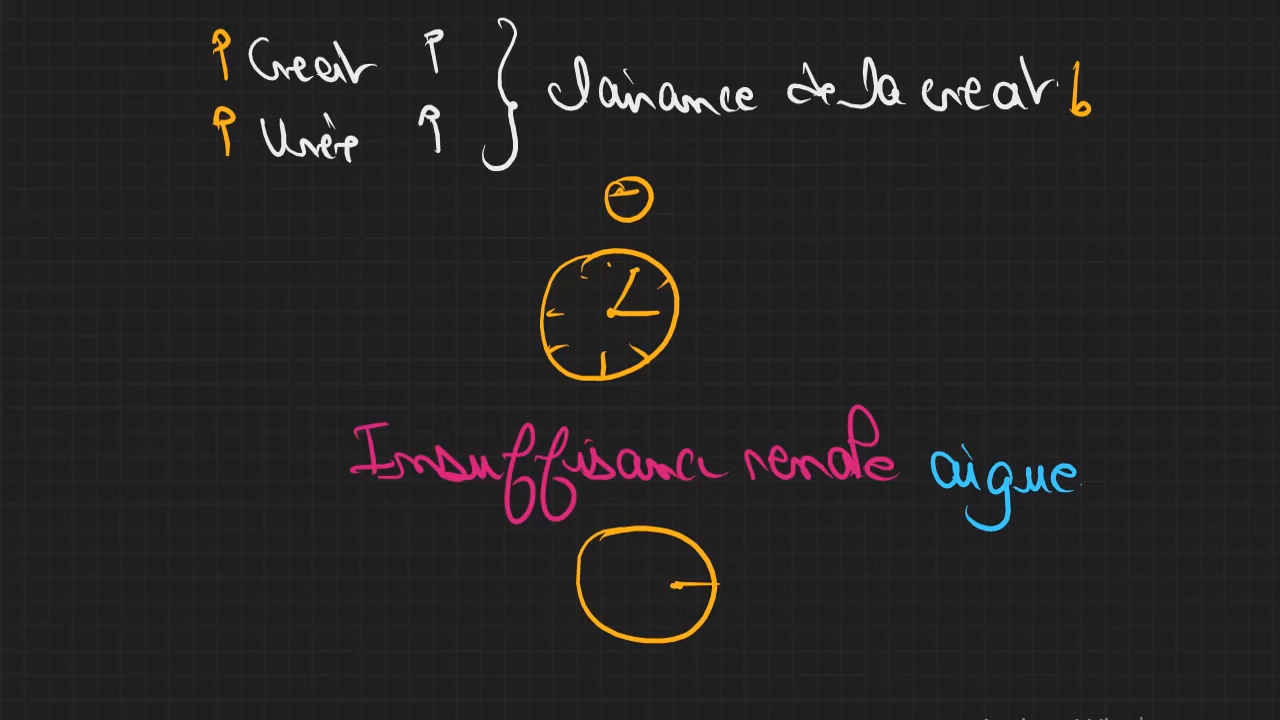 ↑ Creat ↑
↑ Urée ↑
} Clairance de la creat ↓
Insuffisance renale
aigue